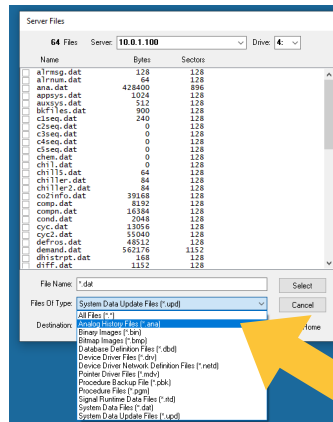 Server Files
64 Files Server: 10.0.1.100 Drive: 4:
Name Bytes Sectors
alrmsg.dat 128 128
alrnum.dat 64 128
ana.dat 428400 896
appsys.dat 1024 128
auxsys.dat 512 128
bkfiles.dat 900 128
c1seq.dat 240 128
c2seq.dat 0 128
c3seq.dat 0 128
c4seq.dat 0 128
c5seq.dat 0 128
chem.dat 0 128
chil.dat 0 128
chill5.dat 64 128
chiller.dat 84 128
chiller2.dat 84 128
co2info.dat 39168 128
comp.dat 8192 128
compn.dat 16384 128
cond.dat 2048 128
cyc.dat 13056 128
cyc2.dat 55040 128
defros.dat 48512 128
demand.dat 562176 1152
dhistrpt.dat 168 128
diff.dat 1152 128
File Name: *.dat Select
Files Of Type: System Data Update Files (*.upd) Cancel
All Files (*.*)
Destination: Analog History Files (*.ana) Home
Binary Images (*.bin)
Bitmap Images (*.bmp)
Database Definition Files (*.dbd)
Device Driver Files (*.drv)
Device Driver Network Definition Files (*.netd)
Pointer Driver Files (*.mdv)
Procedure Backup File (*.pbk)
Procedure Files (*.pgm)
Signal Runtime Data Files (*.rtd)
System Data Files (*.dat)
System Data Update Files (*.upd)